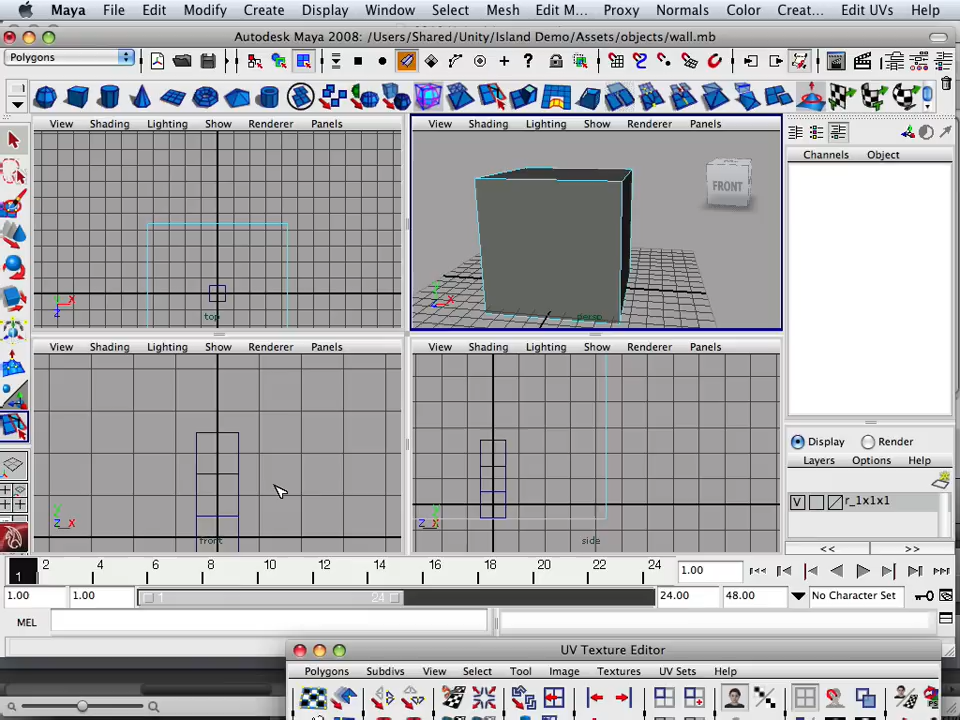 Maya File Edit Modify Create Display Window Select Mesh Edit M... Proxy Normals Color Creat... Edit UVs Help
Autodesk Maya 2008: /Users/Shared/Unity/Island Demo/Assets/objects/wall.mb
Polygons
View Shading Lighting Show Renderer Panels
View Shading Lighting Show Renderer Panels
Channels Object
FRONT
top
persp
View Shading Lighting Show Renderer Panels
View Shading Lighting Show Renderer Panels
Display Render
Layers Options Help
V r_1x1x1
front
side
<< >>
1 2 4 6 8 10 12 14 16 18 20 22 24 1.00
1.00 1.00 1 24 24.00 48.00 No Character Set
MEL
UV Texture Editor
Polygons Subdivs View Select Tool Image Textures UV Sets Help